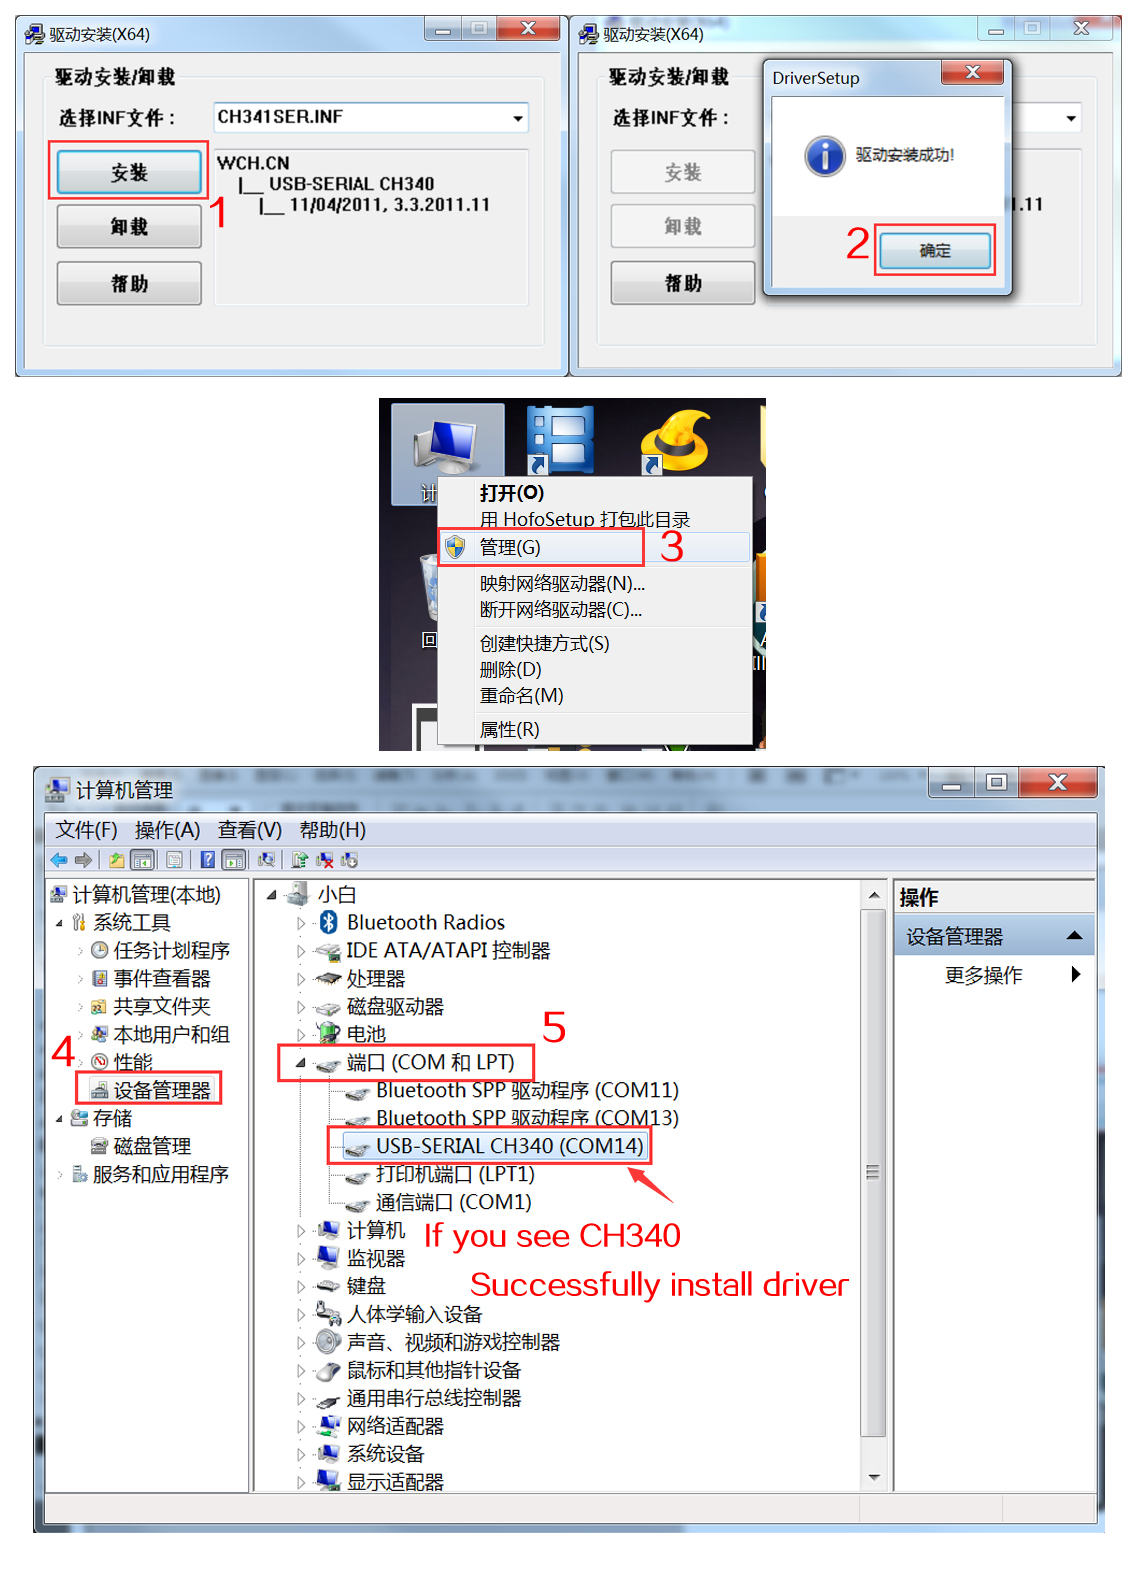 驱动安装(X64)
驱动安装/卸载
选择INF文件：
CH341SER.INF
安装
1
WCH.CN
|__ USB-SERIAL CH340
|__ 11/04/2011, 3.3.2011.11
卸载
帮助
驱动安装(X64)
驱动安装/卸载
选择INF文件：
安装
卸载
帮助
.11
DriverSetup
驱动安装成功!
2
确定
计
回
打开(O)
用 HofoSetup 打包此目录
管理(G)
3
映射网络驱动器(N)...
断开网络驱动器(C)...
创建快捷方式(S)
删除(D)
重命名(M)
属性(R)
计算机管理
文件(F) 操作(A) 查看(V) 帮助(H)
计算机管理(本地)
系统工具
任务计划程序
事件查看器
共享文件夹
本地用户和组
4
性能
设备管理器
存储
磁盘管理
服务和应用程序
小白
Bluetooth Radios
IDE ATA/ATAPI 控制器
处理器
磁盘驱动器
电池
5
端口 (COM 和 LPT)
Bluetooth SPP 驱动程序 (COM11)
Bluetooth SPP 驱动程序 (COM13)
USB-SERIAL CH340 (COM14)
打印机端口 (LPT1)
通信端口 (COM1)
计算机
If you see CH340
监视器
Successfully install driver
键盘
人体学输入设备
声音、视频和游戏控制器
鼠标和其他指针设备
通用串行总线控制器
网络适配器
系统设备
显示适配器
操作
设备管理器
更多操作